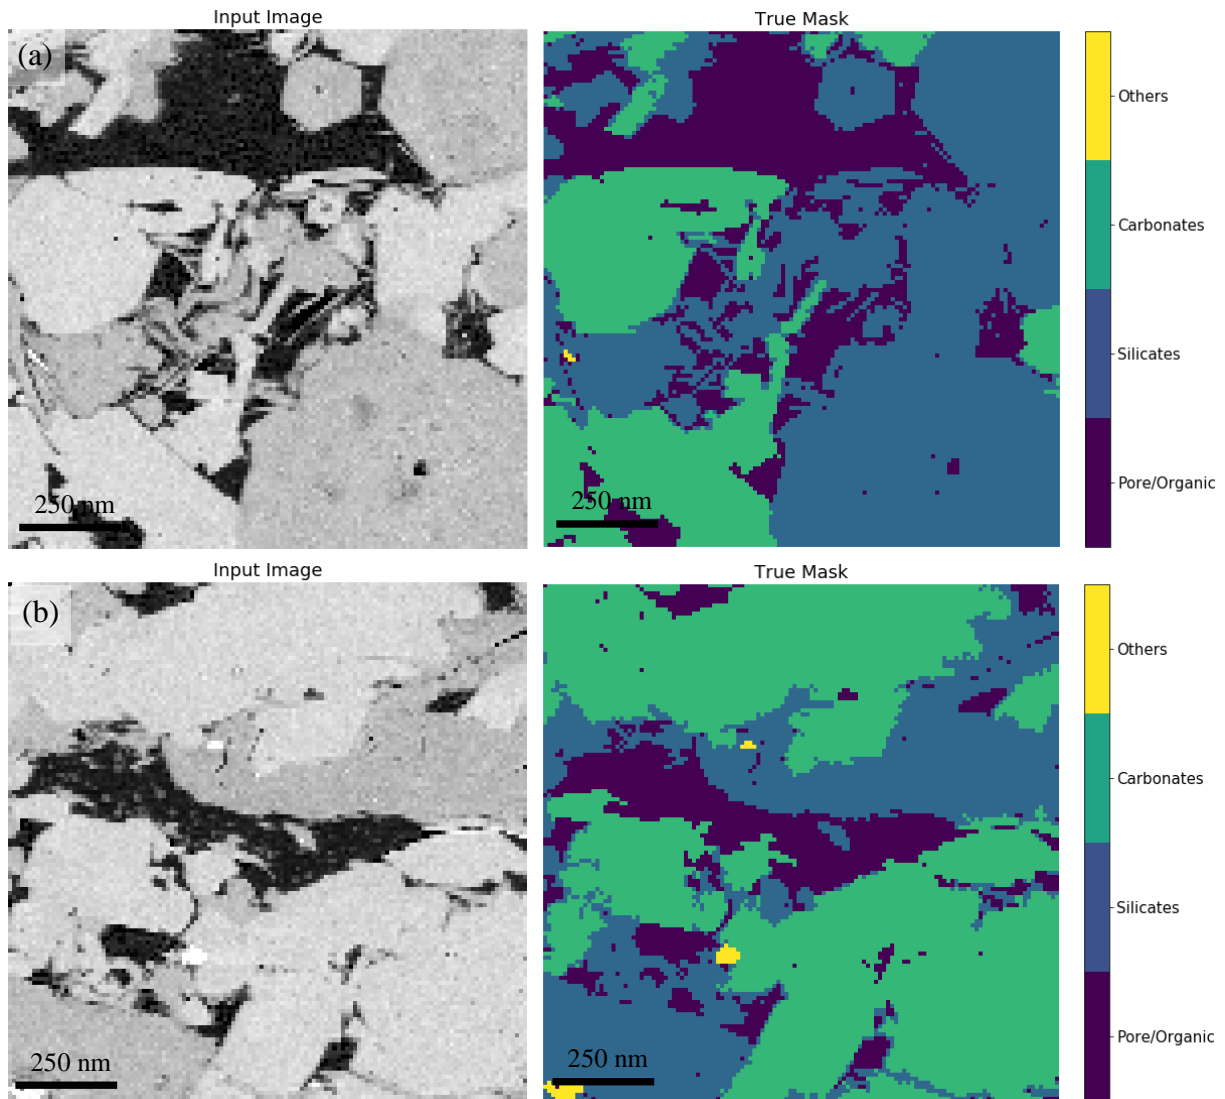 Input Image
True Mask
(a)
Others
Carbonates
Silicates
Pore/Organic
250 nm
250 nm
Input Image
True Mask
(b)
Others
Carbonates
Silicates
Pore/Organic
250 nm
250 nm